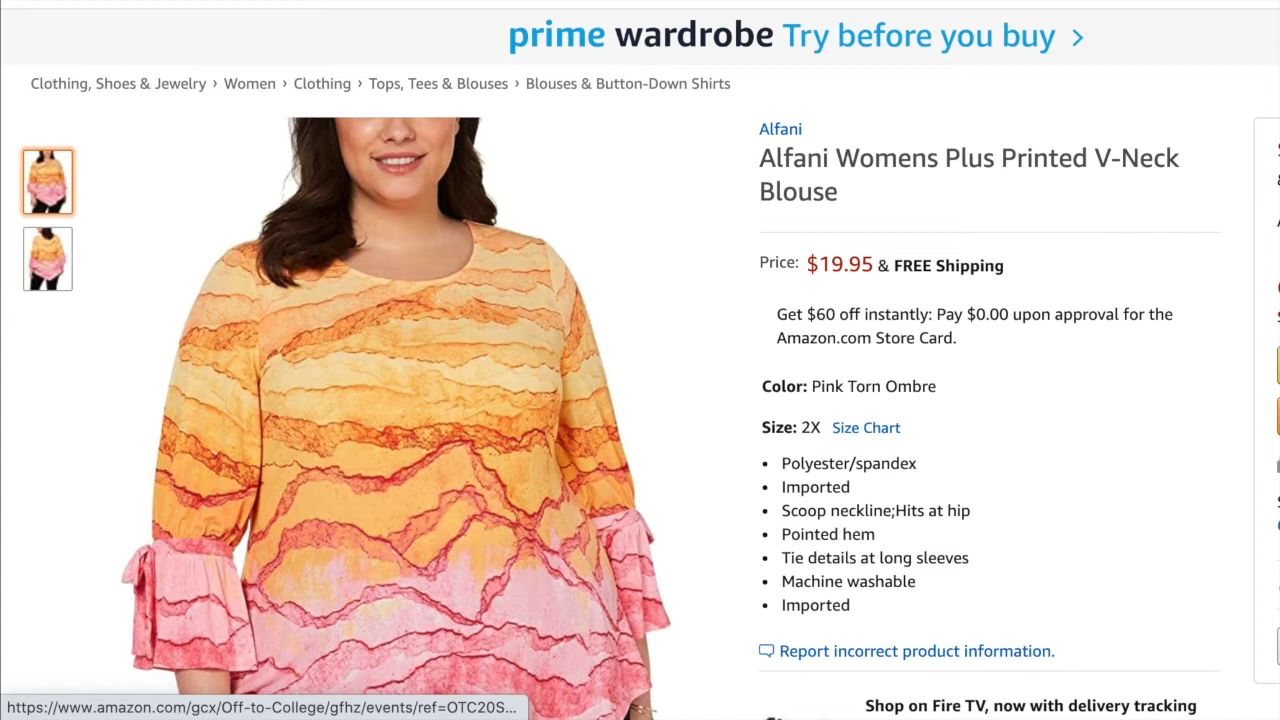 prime wardrobe Try before you buy >
Clothing, Shoes & Jewelry › Women › Clothing › Tops, Tees & Blouses › Blouses & Button-Down Shirts
Alfani
Alfani Womens Plus Printed V-Neck
Blouse
Price: $19.95 & FREE Shipping
Get $60 off instantly: Pay $0.00 upon approval for the
Amazon.com Store Card.
Color: Pink Torn Ombre
Size: 2X Size Chart
• Polyester/spandex
• Imported
• Scoop neckline;Hits at hip
• Pointed hem
• Tie details at long sleeves
• Machine washable
• Imported
Report incorrect product information.
Shop on Fire TV, now with delivery tracking
https://www.amazon.com/gcx/Off-to-College/gfhz/events/ref=OTC20S...